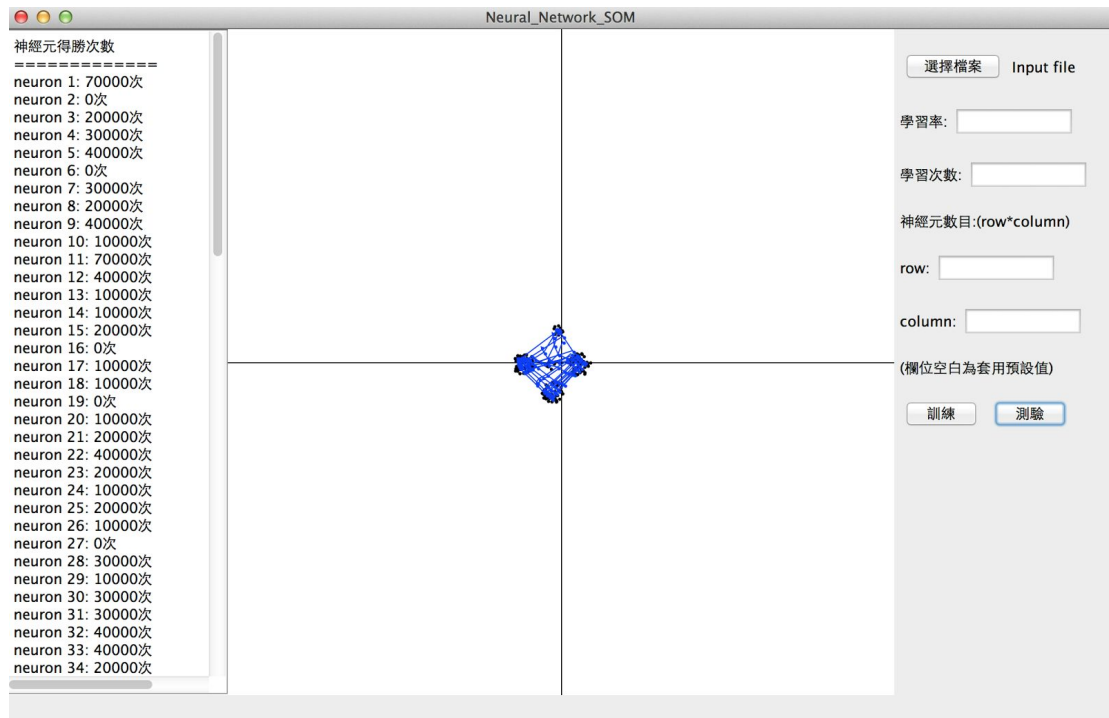 Neural_Network_SOM
神經元得勝次數
=============
neuron 1: 70000次
neuron 2: 0次
neuron 3: 20000次
neuron 4: 30000次
neuron 5: 40000次
neuron 6: 0次
neuron 7: 30000次
neuron 8: 20000次
neuron 9: 40000次
neuron 10: 10000次
neuron 11: 70000次
neuron 12: 40000次
neuron 13: 10000次
neuron 14: 10000次
neuron 15: 20000次
neuron 16: 0次
neuron 17: 10000次
neuron 18: 10000次
neuron 19: 0次
neuron 20: 10000次
neuron 21: 20000次
neuron 22: 40000次
neuron 23: 20000次
neuron 24: 10000次
neuron 25: 20000次
neuron 26: 10000次
neuron 27: 0次
neuron 28: 30000次
neuron 29: 10000次
neuron 30: 30000次
neuron 31: 30000次
neuron 32: 40000次
neuron 33: 40000次
neuron 34: 20000次
選擇檔案 Input file
學習率:
學習次數:
神經元數目:(row*column)
row:
column:
(欄位空白為套用預設值)
訓練 測驗